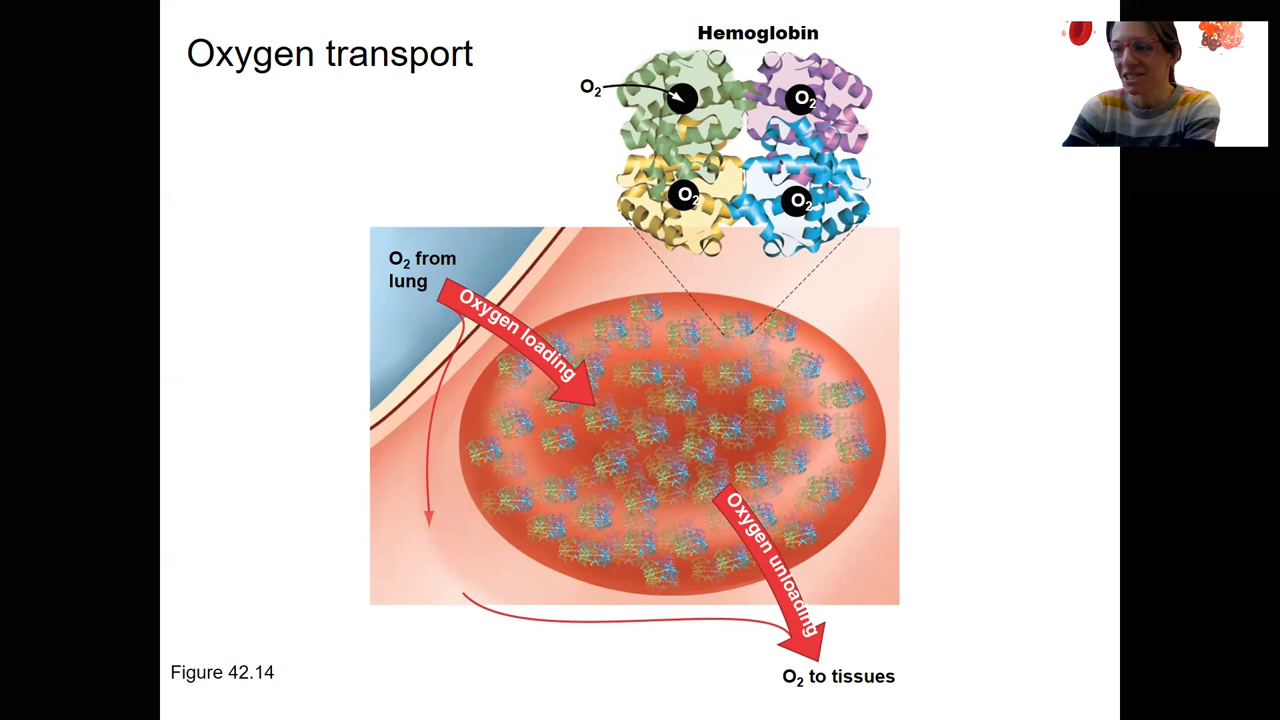 Oxygen transport
Hemoglobin
O₂
O₂
O₂
O₂
O₂ from
lung
Oxygen loading
Oxygen unloading
O₂ to tissues
Figure 42.14